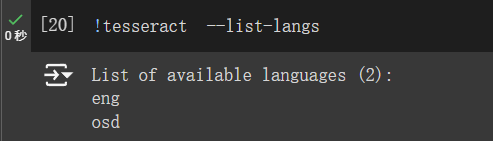 [20] !tesseract --list-langs
0 秒
List of available languages (2):
eng
osd